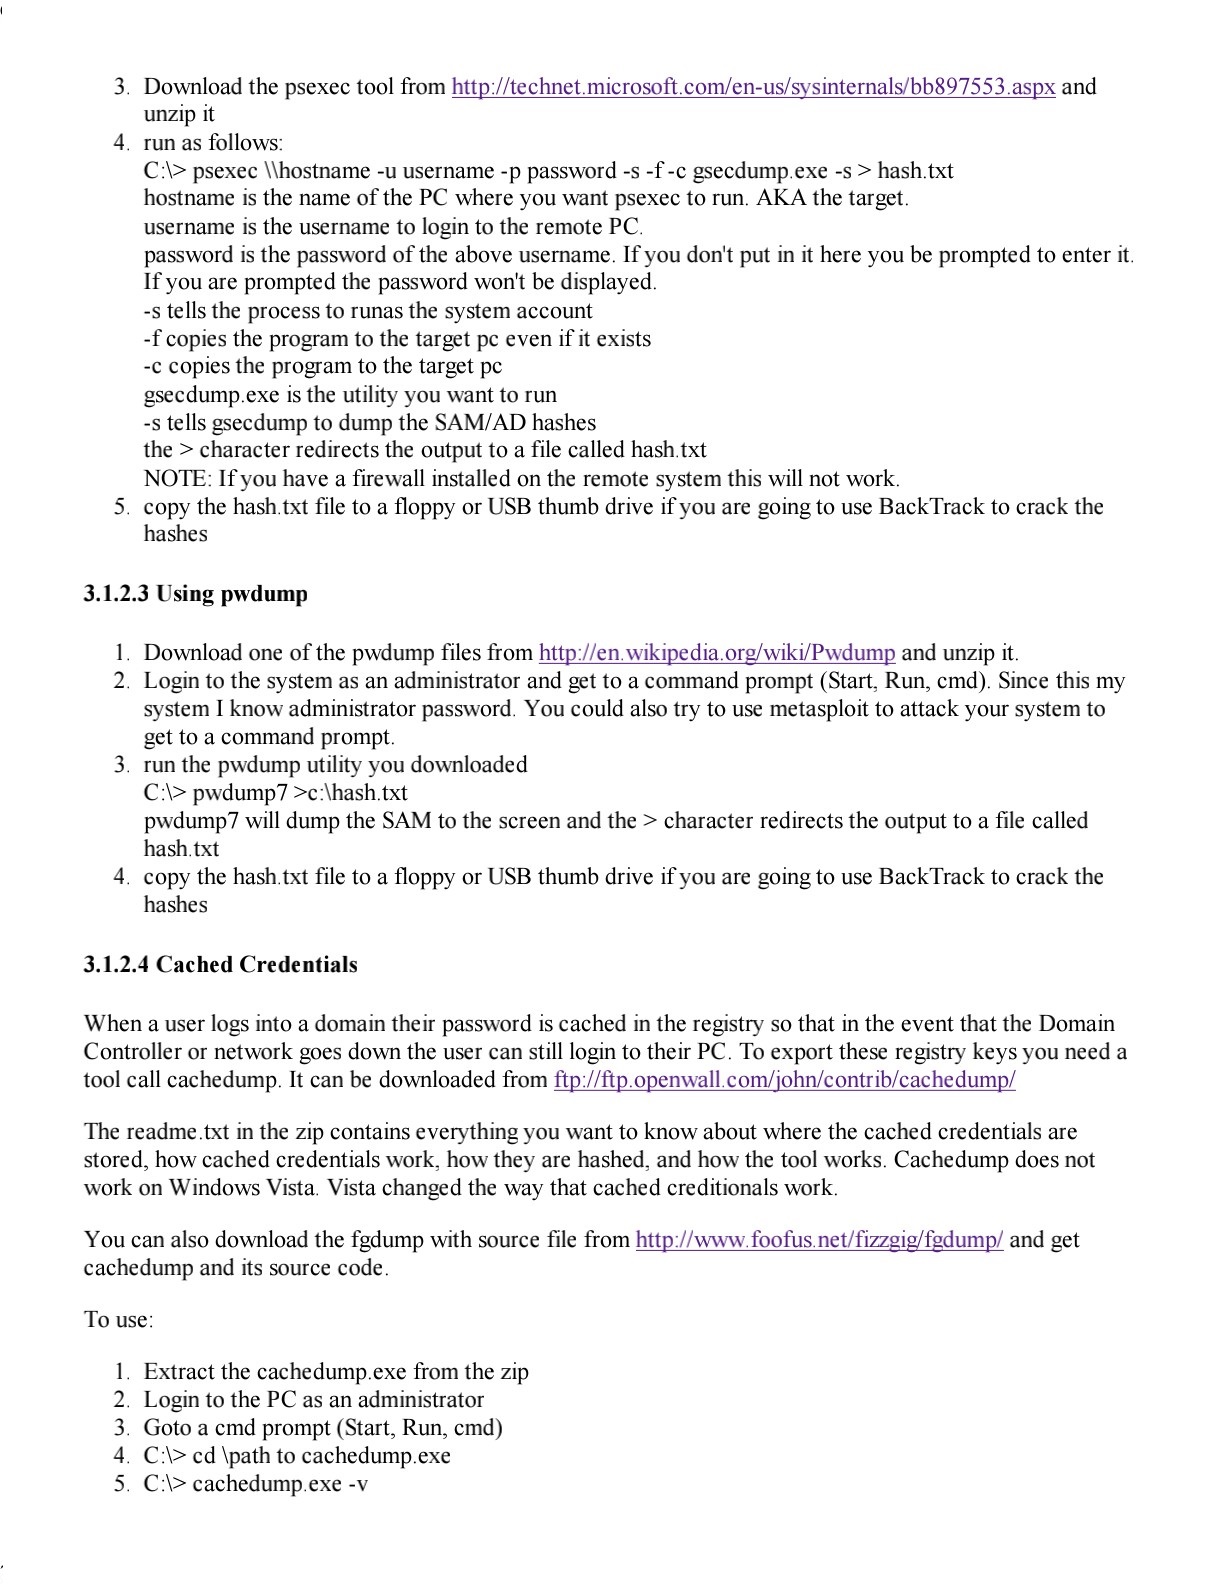 3. Download the psexec tool from http://technet.microsoft.com/en-us/sysinternals/bb897553.aspx and
unzip it
4. run as follows:
C:\> psexec \\hostname -u username -p password -s -f -c gsecdump.exe -s > hash.txt
hostname is the name of the PC where you want psexec to run. AKA the target.
username is the username to login to the remote PC.
password is the password of the above username. If you don't put in it here you be prompted to enter it.
If you are prompted the password won't be displayed.
-s tells the process to runas the system account
-f copies the program to the target pc even if it exists
-c copies the program to the target pc
gsecdump.exe is the utility you want to run
-s tells gsecdump to dump the SAM/AD hashes
the > character redirects the output to a file called hash.txt
NOTE: If you have a firewall installed on the remote system this will not work.
5. copy the hash.txt file to a floppy or USB thumb drive if you are going to use BackTrack to crack the
hashes
3.1.2.3 Using pwdump
1. Download one of the pwdump files from http://en.wikipedia.org/wiki/Pwdump and unzip it.
2. Login to the system as an administrator and get to a command prompt (Start, Run, cmd). Since this my
system I know administrator password. You could also try to use metasploit to attack your system to
get to a command prompt.
3. run the pwdump utility you downloaded
C:\> pwdump7 >c:\hash.txt
pwdump7 will dump the SAM to the screen and the > character redirects the output to a file called
hash.txt
4. copy the hash.txt file to a floppy or USB thumb drive if you are going to use BackTrack to crack the
hashes
3.1.2.4 Cached Credentials
When a user logs into a domain their password is cached in the registry so that in the event that the Domain
Controller or network goes down the user can still login to their PC. To export these registry keys you need a
tool call cachedump. It can be downloaded from ftp://ftp.openwall.com/john/contrib/cachedump/
The readme.txt in the zip contains everything you want to know about where the cached credentials are
stored, how cached credentials work, how they are hashed, and how the tool works. Cachedump does not
work on Windows Vista. Vista changed the way that cached creditionals work.
You can also download the fgdump with source file from http://www.foofus.net/fizzgig/fgdump/ and get
cachedump and its source code.
To use:
1. Extract the cachedump.exe from the zip
2. Login to the PC as an administrator
3. Goto a cmd prompt (Start, Run, cmd)
4. C:\> cd \path to cachedump.exe
5. C:\> cachedump.exe -v